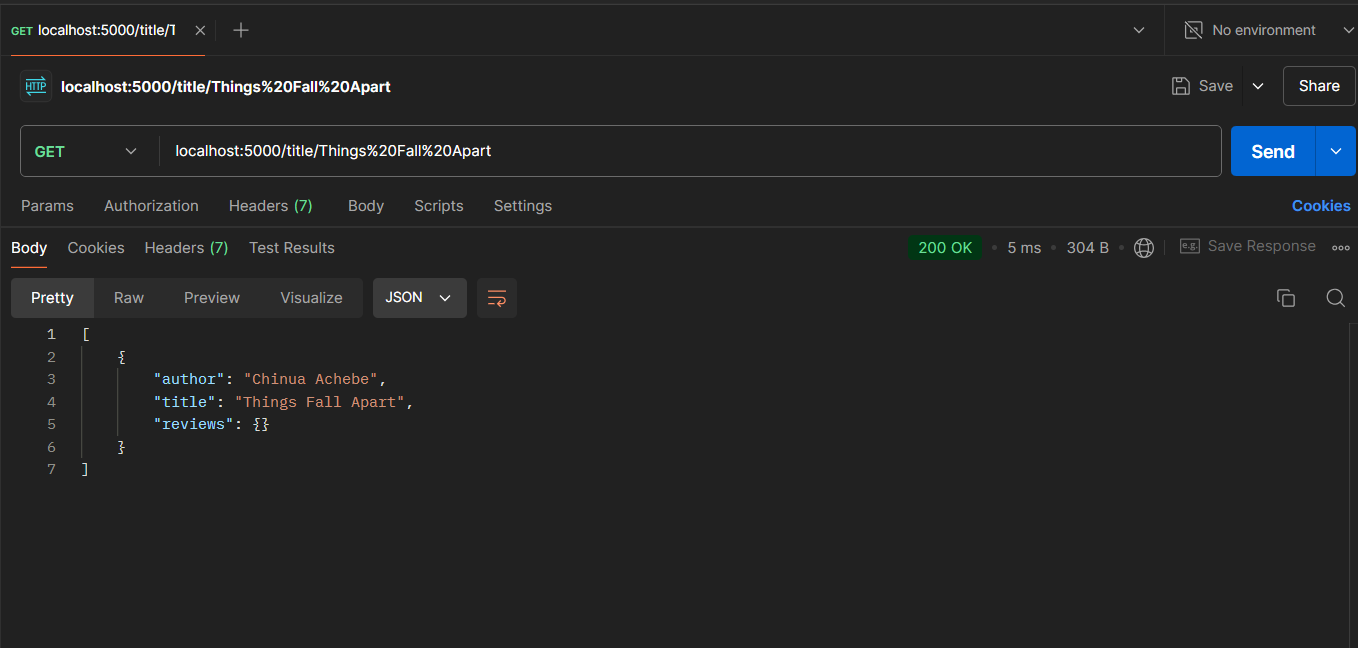 GET localhost:5000/title/T
No environment
HTTP localhost:5000/title/Things%20Fall%20Apart
Save
Share
GET
localhost:5000/title/Things%20Fall%20Apart
Send
Params Authorization Headers (7) Body Scripts Settings
Cookies
Body Cookies Headers (7) Test Results
200 OK • 5 ms • 304 B •
e.g. Save Response
Pretty Raw Preview Visualize JSON
1 [
2 {
3 "author": "Chinua Achebe",
4 "title": "Things Fall Apart",
5 "reviews": {}
6 }
7 ]